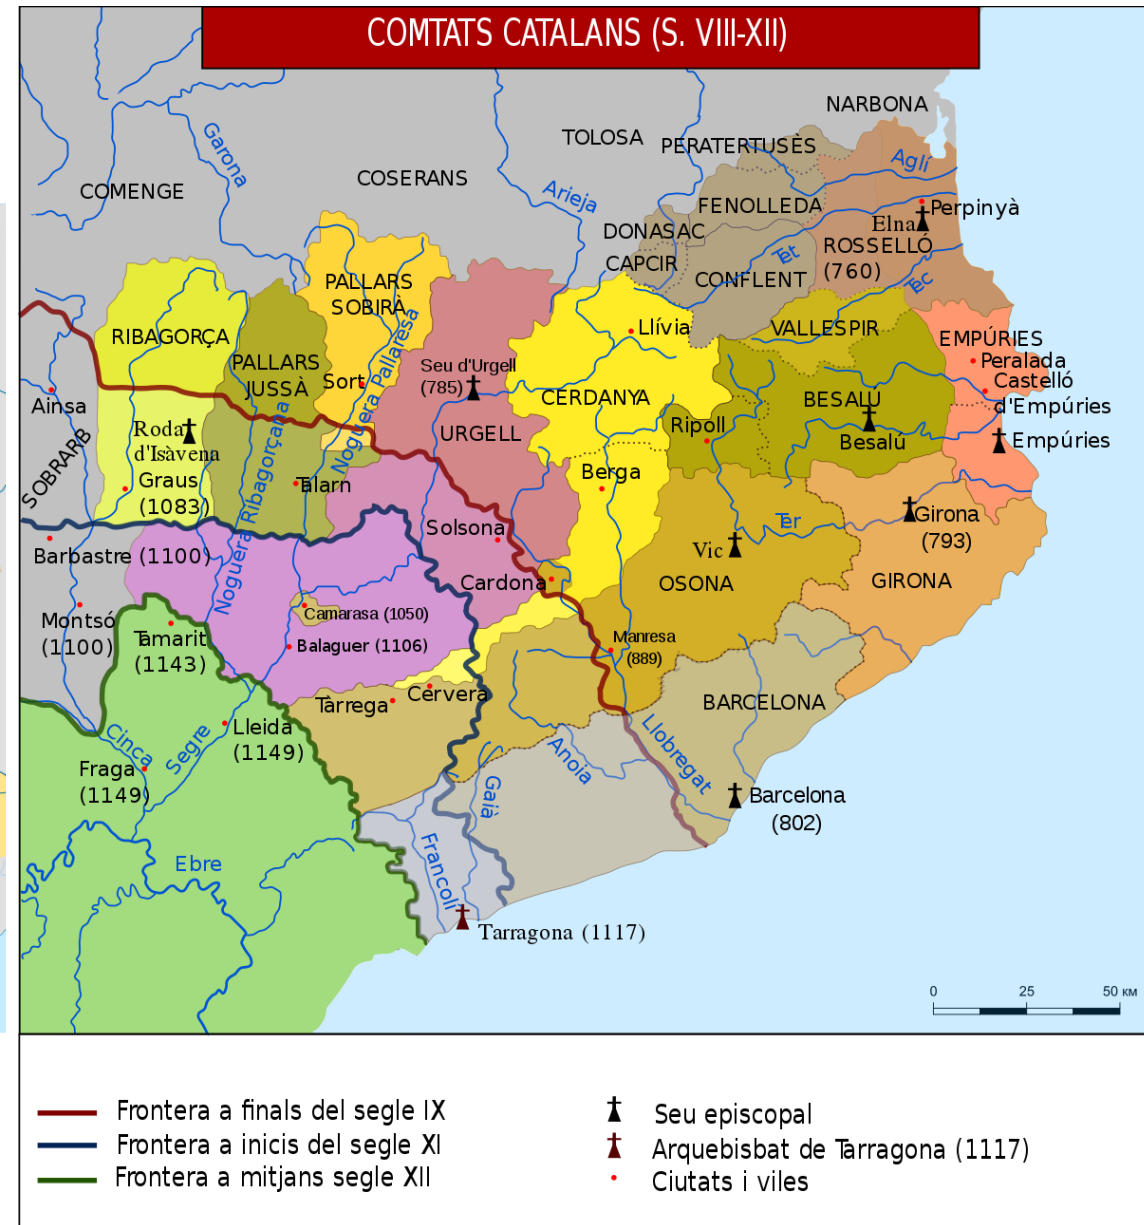 COMTATS CATALANS (S. VIII-XII)
NARBONA
TOLOSA
PERATERTUSÈS
Aglí
Garona
COMENGE
COSERANS
Arieja
FENOLLEDA
Perpinyà
Elna
DONASAC
ROSSELLÓ
(760)
CAPCIR
Tèt
CONFLENT
Tèc
PALLARS
SOBIRÀ
RIBAGORÇA
Llívia
VALLESPIR
EMPÚRIES
PALLARS
JUSSÀ
Seu d'Urgell
(785)
Peralada
Sort
Noguera Pallaresa
Castelló
d'Empúries
Ainsa
CERDANYA
BESALÚ
Besalú
Empúries
Roda
d'Isàvena
URGELL
Ripoll
SOBRARB
Graus
(1083)
Talarn
Berga
Noguera Ribagorçana
Solsona
Ter
Girona
(793)
Barbastre (1100)
Vic
Cardona
OSONA
GIRONA
Montsó
(1100)
Camarasa (1050)
Tamarit
(1143)
Balaguer (1106)
Manresa
(889)
Cervera
Tàrrega
BARCELONA
Lleida
(1149)
Cinca
Segre
Llobregat
Anoia
Fraga
(1149)
Gaià
Barcelona
(802)
Ebre
Francolí
Tarragona (1117)
0 25 50 KM
Frontera a finals del segle IX
Frontera a inicis del segle XI
Frontera a mitjans segle XII
Seu episcopal
Arquebisbat de Tarragona (1117)
Ciutats i viles